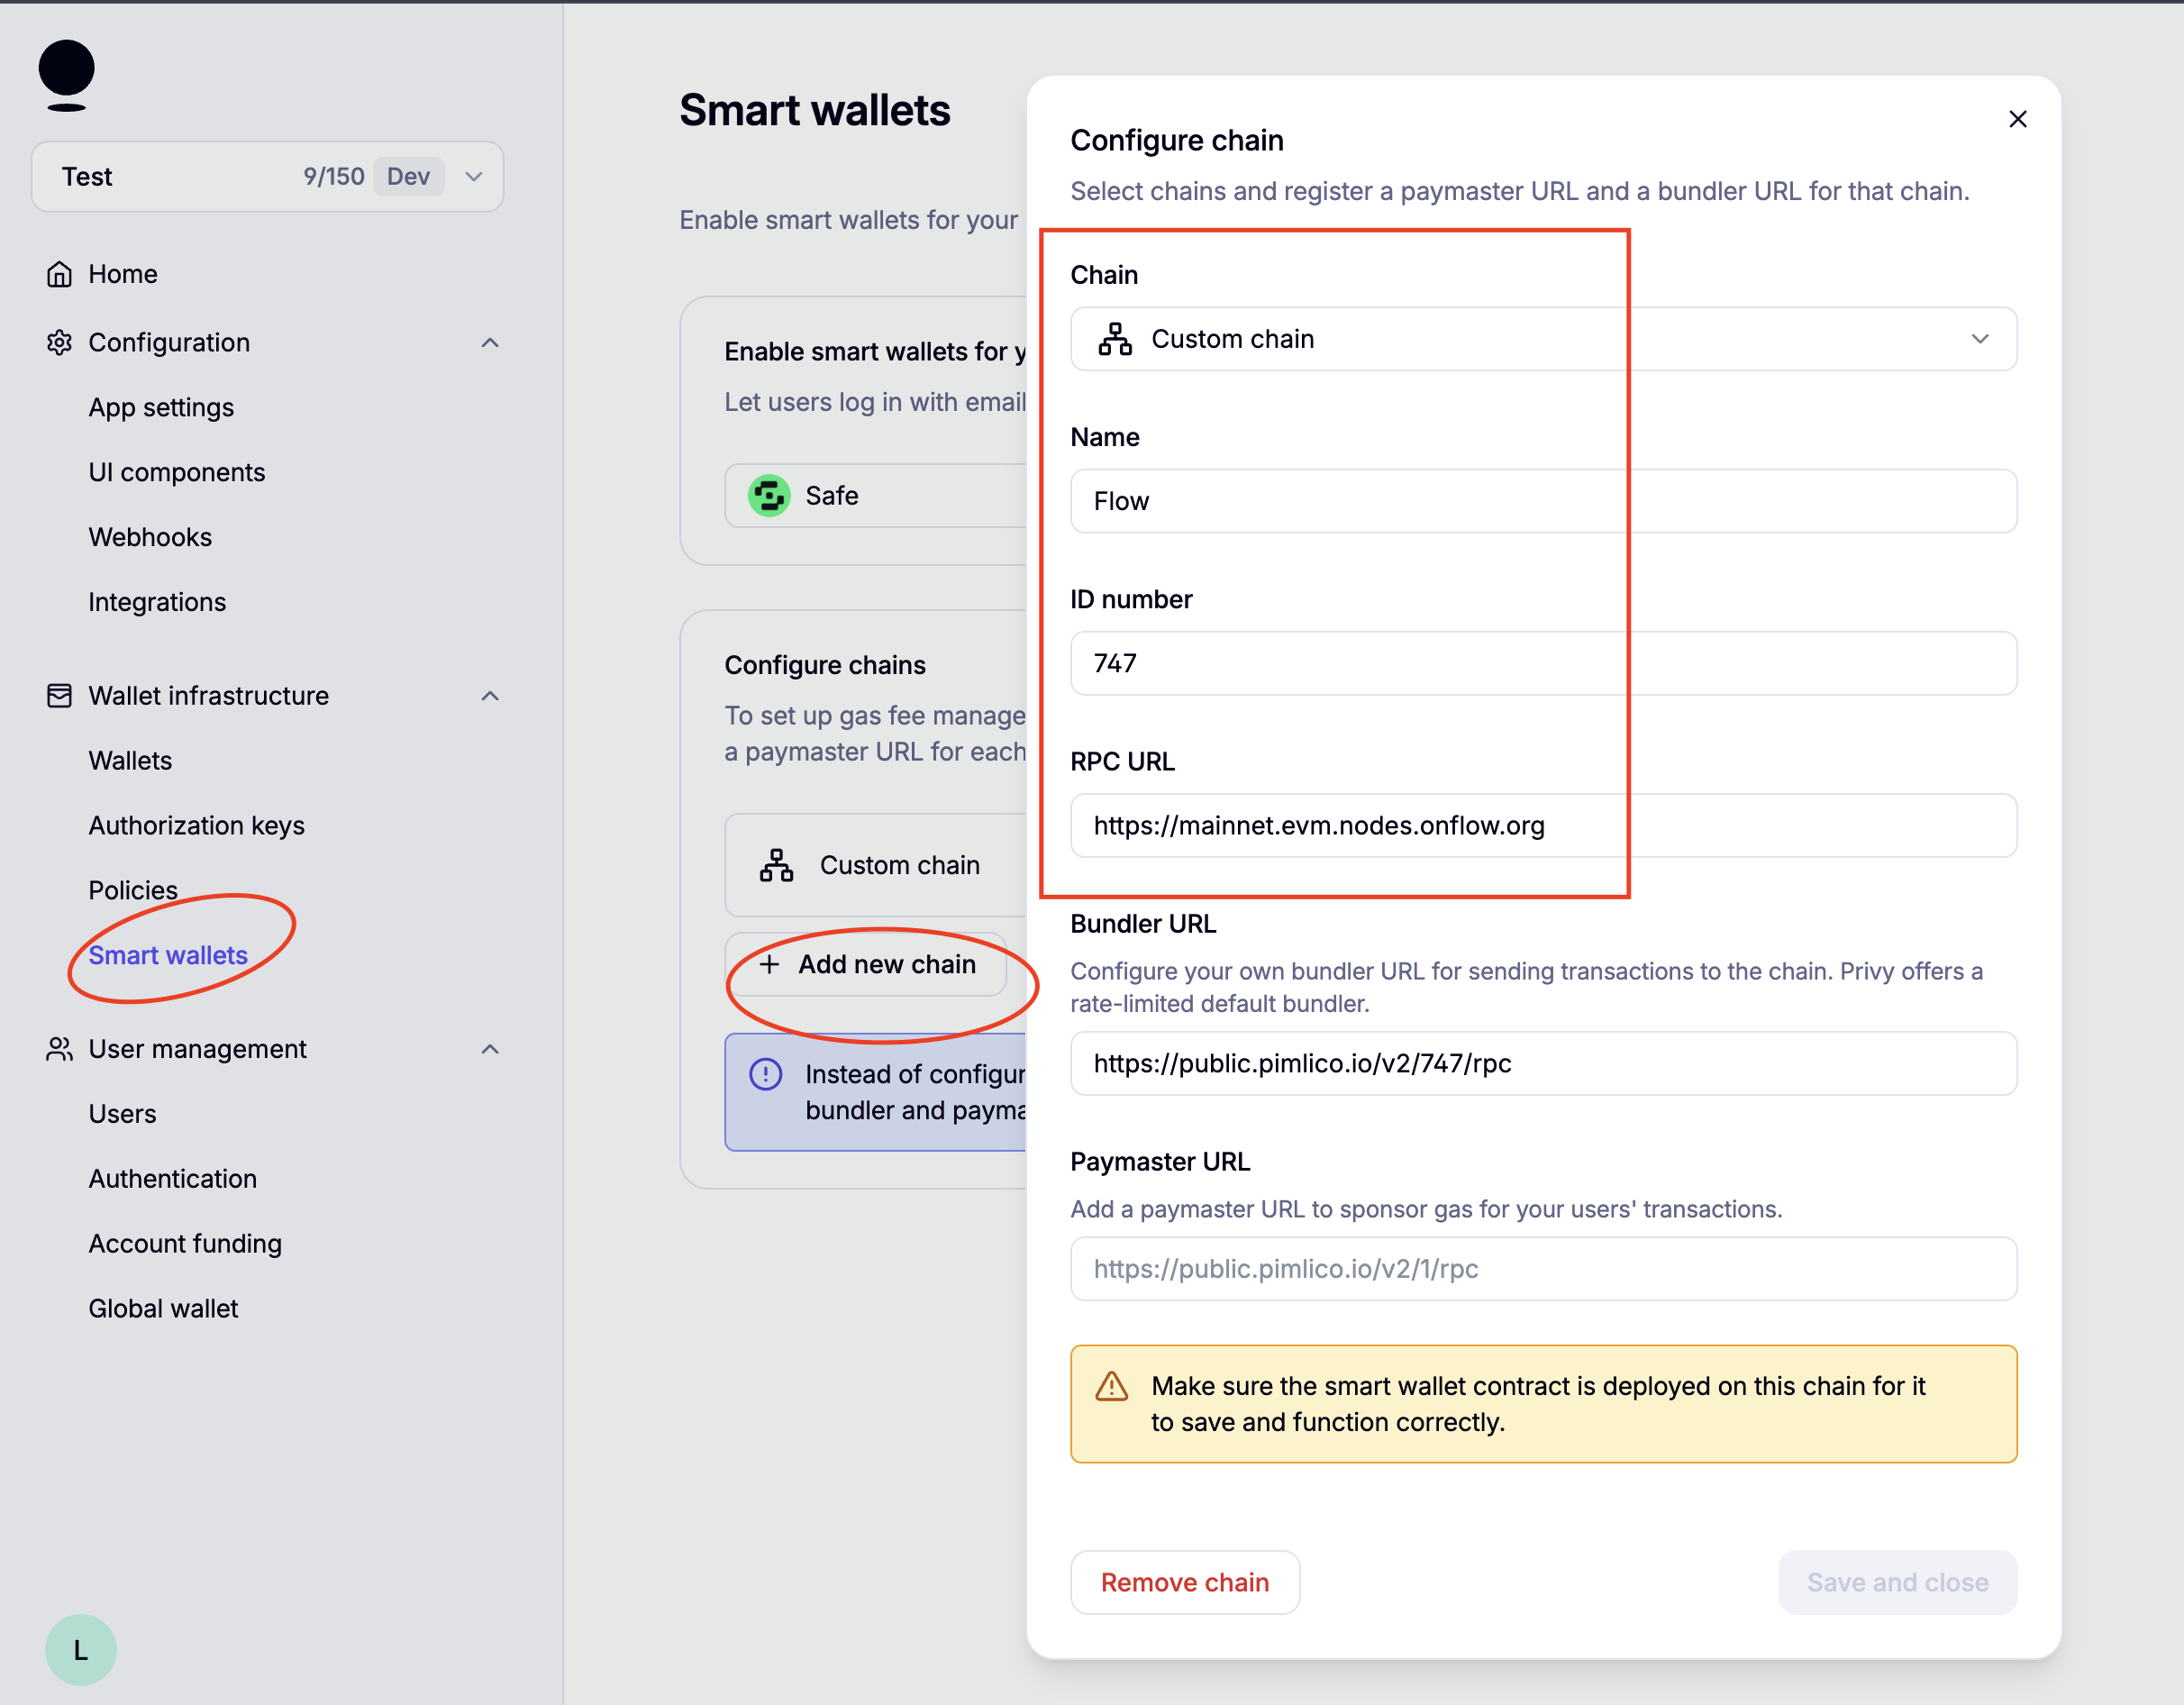 Test 9/150 Dev
Home
Configuration
App settings
UI components
Webhooks
Integrations
Wallet infrastructure
Wallets
Authorization keys
Policies
Smart wallets
User management
Users
Authentication
Account funding
Global wallet
L
Smart wallets
Enable smart wallets for your
Enable smart wallets for y
Let users log in with email
Safe
Configure chains
To set up gas fee manage
a paymaster URL for each
Custom chain
+ Add new chain
Instead of configur
bundler and payma
Configure chain
Select chains and register a paymaster URL and a bundler URL for that chain.
Chain
Custom chain
Name
Flow
ID number
747
RPC URL
https://mainnet.evm.nodes.onflow.org
Bundler URL
Configure your own bundler URL for sending transactions to the chain. Privy offers a
rate-limited default bundler.
https://public.pimlico.io/v2/747/rpc
Paymaster URL
Add a paymaster URL to sponsor gas for your users' transactions.
https://public.pimlico.io/v2/1/rpc
Make sure the smart wallet contract is deployed on this chain for it
to save and function correctly.
Remove chain
Save and close